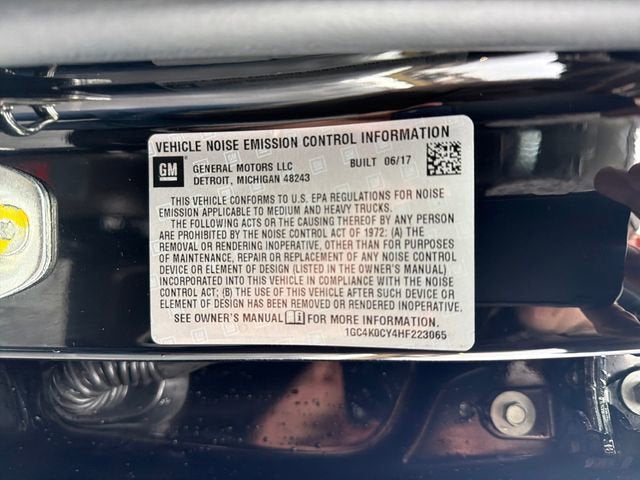 VEHICLE NOISE EMISSION CONTROL INFORMATION
GM GENERAL MOTORS LLC BUILT 06/17
DETROIT, MICHIGAN 48243
THIS VEHICLE CONFORMS TO U.S. EPA REGULATIONS FOR NOISE
EMISSION APPLICABLE TO MEDIUM AND HEAVY TRUCKS.
THE FOLLOWING ACTS OR THE CAUSING THEREOF BY ANY PERSON
ARE PROHIBITED BY THE NOISE CONTROL ACT OF 1972: (A) THE
REMOVAL OR RENDERING INOPERATIVE, OTHER THAN FOR PURPOSES
OF MAINTENANCE, REPAIR OR REPLACEMENT OF ANY NOISE CONTROL
DEVICE OR ELEMENT OF DESIGN (LISTED IN THE OWNER'S MANUAL)
INCORPORATED INTO THIS VEHICLE IN COMPLIANCE WITH THE NOISE
CONTROL ACT; (B) THE USE OF THIS VEHICLE AFTER SUCH DEVICE OR
ELEMENT OF DESIGN HAS BEEN REMOVED OR RENDERED INOPERATIVE.
SEE OWNER'S MANUAL FOR MORE INFORMATION.
1GC4K0CY4HF223065